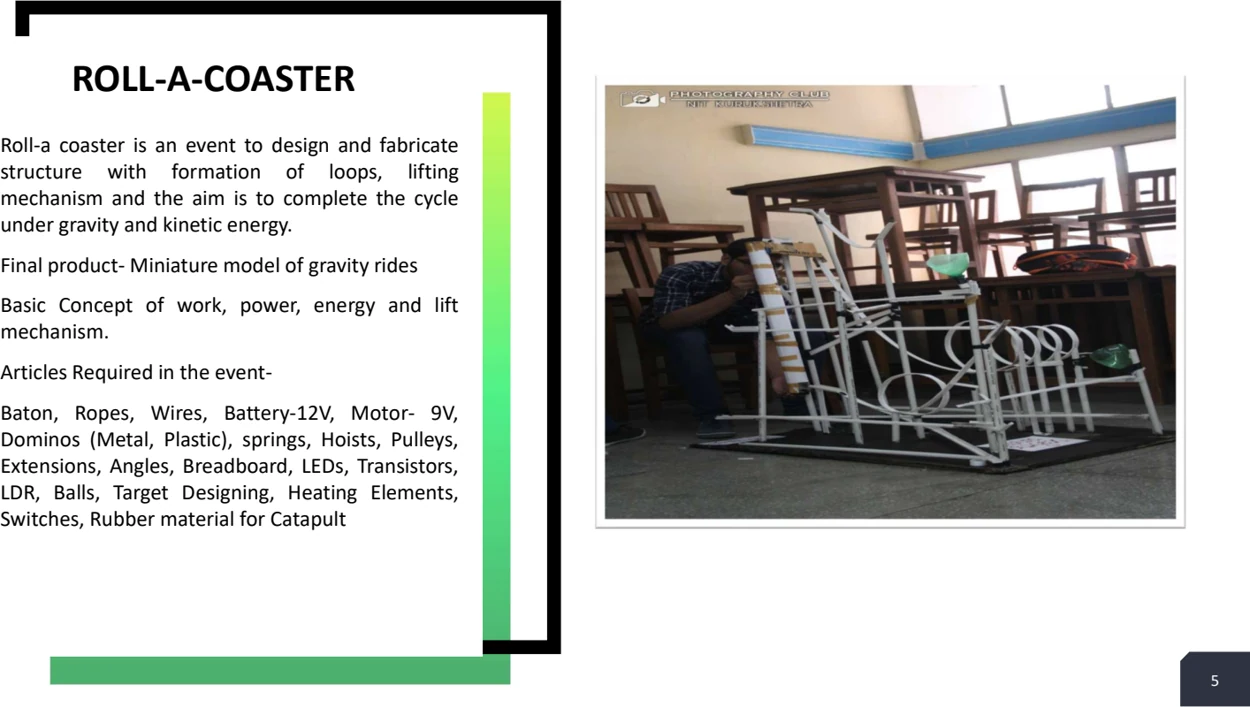 ROLL-A-COASTER
Roll-a coaster is an event to design and fabricate
structure with formation of loops, lifting
mechanism and the aim is to complete the cycle
under gravity and kinetic energy.
Final product- Miniature model of gravity rides
Basic Concept of work, power, energy and lift
mechanism.
Articles Required in the event-
Baton, Ropes, Wires, Battery-12V, Motor- 9V,
Dominos (Metal, Plastic), springs, Hoists, Pulleys,
Extensions, Angles, Breadboard, LEDs, Transistors,
LDR, Balls, Target Designing, Heating Elements,
Switches, Rubber material for Catapult
PHOTOGRAPHY CLUB
NIT KURUKSHETRA
5